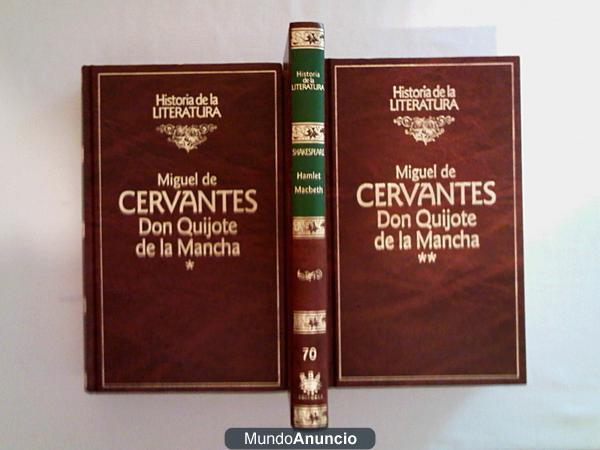 Historia de la
LITERATURA
Miguel de
CERVANTES
Don Quijote
de la Mancha
*
Historia
de la
LITERATURA
SHAKESPEARE
Hamlet
Macbeth
70
Historia de la
LITERATURA
Miguel de
CERVANTES
Don Quijote
de la Mancha
**
MundoAnuncio